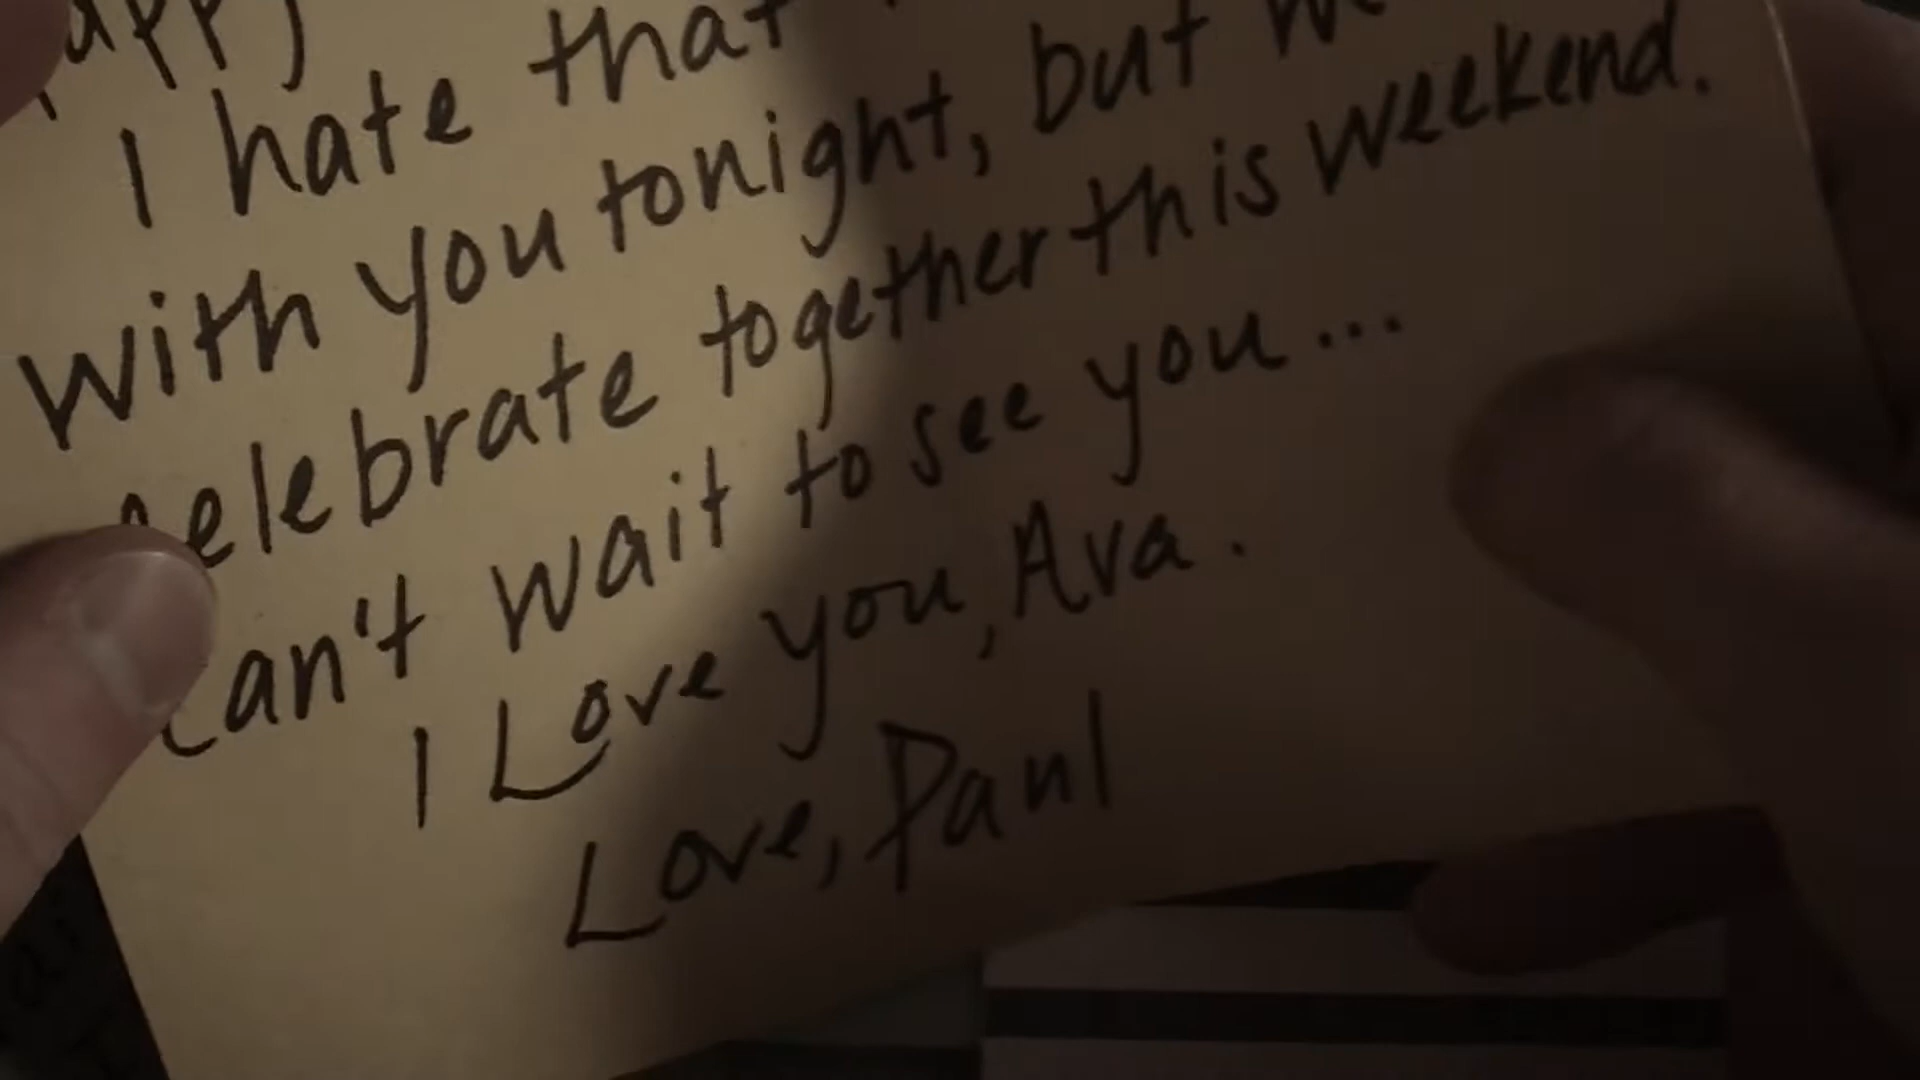 I hate that
with you tonight, but we
celebrate together this weekend.
can't wait to see you...
I Love you, Ava.
Love, Paul